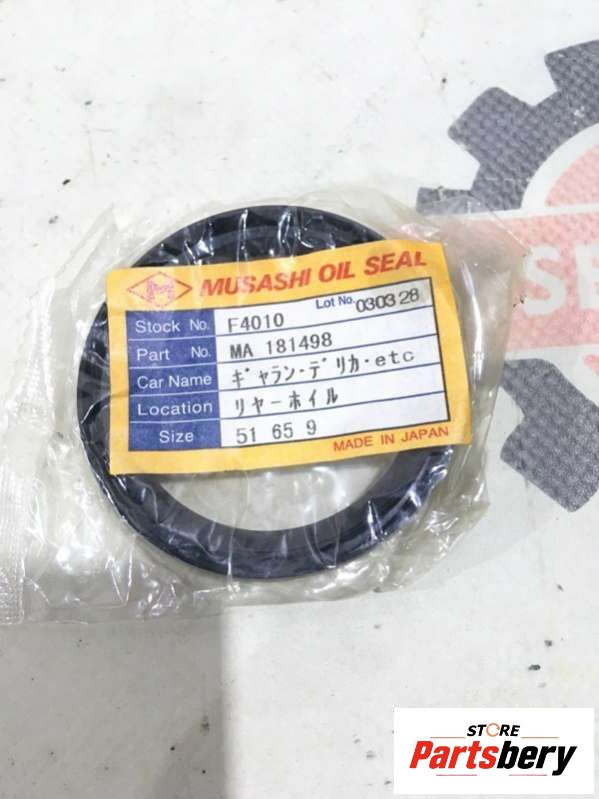 MUSASHI OIL SEAL
Stock No. F4010 Lot No. 030328
Part No. MA 181498
Car Name ギャラン・デリカ・etc
Location リヤーホイル
Size 51 65 9
MADE IN JAPAN
SE
STORE
Partsbery